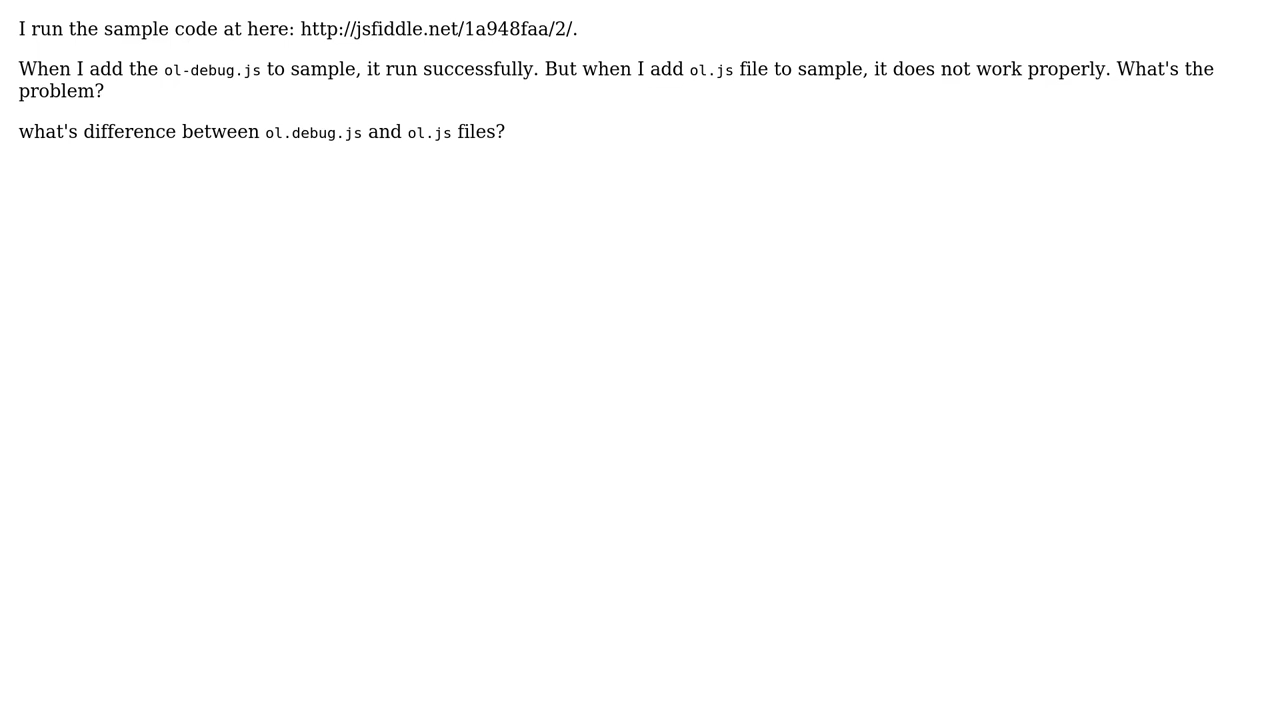 I run the sample code at here: http://jsfiddle.net/1a948faa/2/.
When I add the ol-debug.js to sample, it run successfully. But when I add ol.js file to sample, it does not work properly. What's the
problem?
what's difference between ol.debug.js and ol.js files?